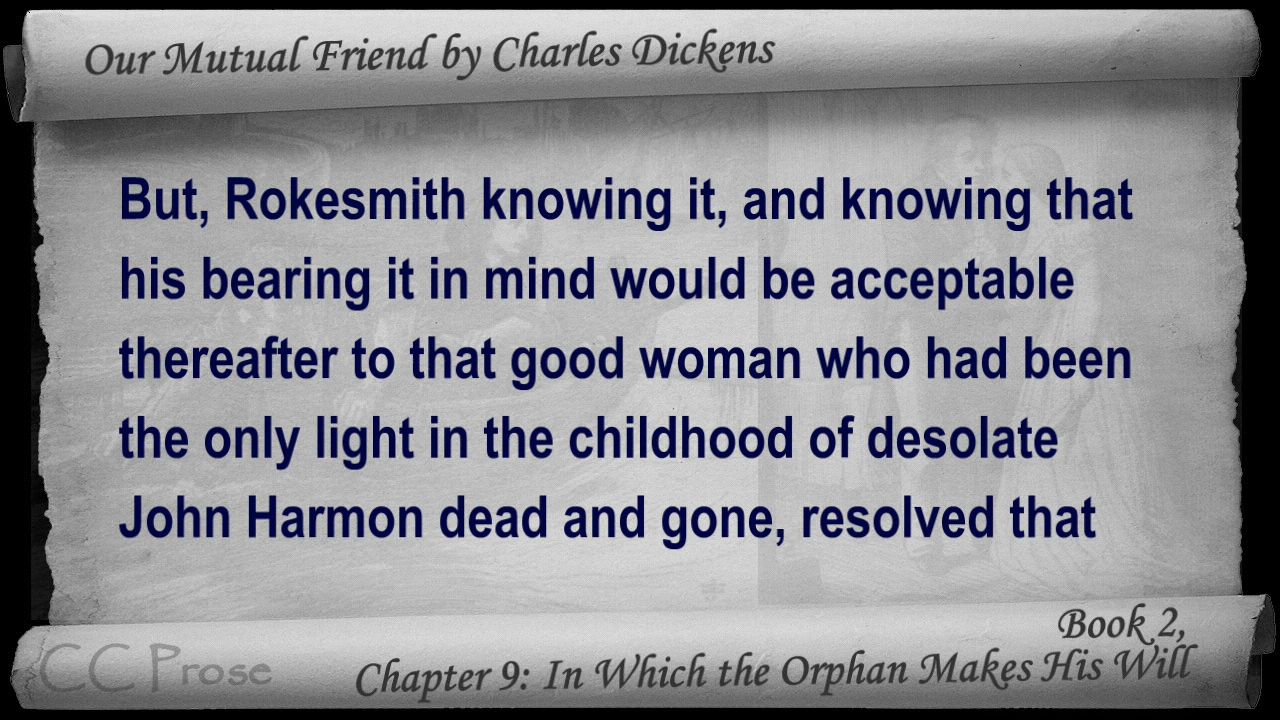 Our Mutual Friend by Charles Dickens
But, Rokesmith knowing it, and knowing that
his bearing it in mind would be acceptable
thereafter to that good woman who had been
the only light in the childhood of desolate
John Harmon dead and gone, resolved that
Book 2,
Chapter 9: In Which the Orphan Makes His Will
CC Prose